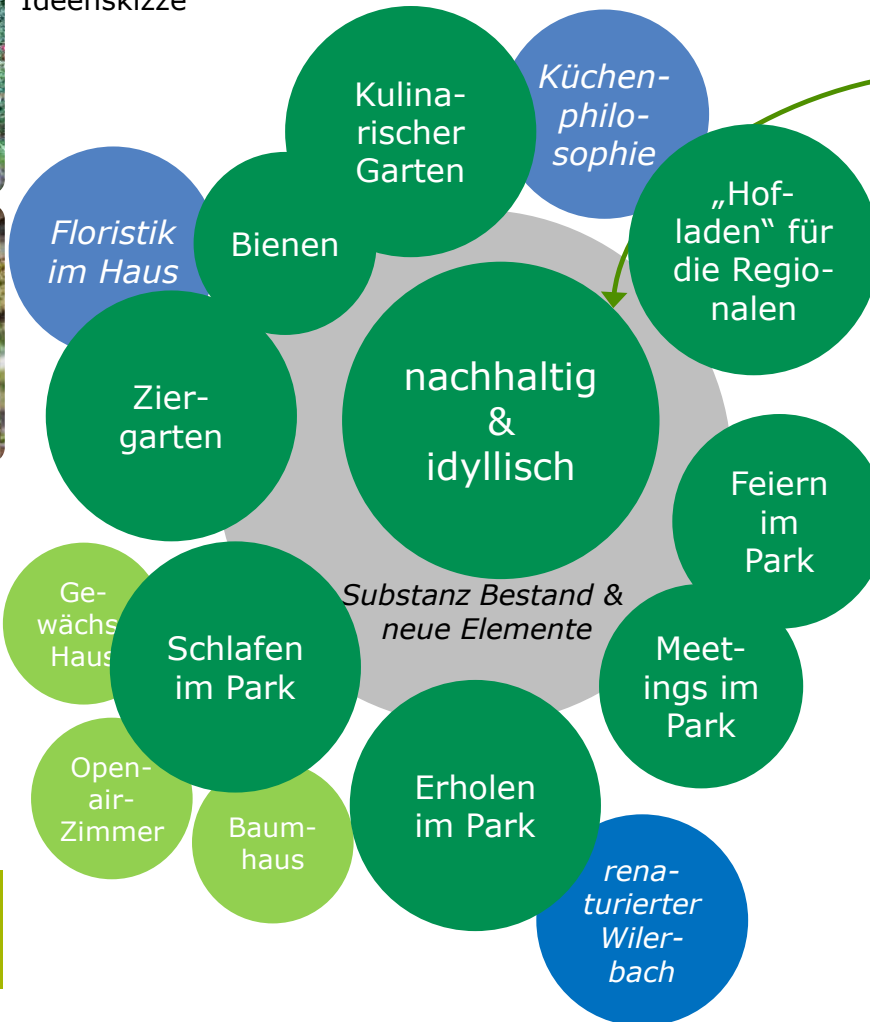 Ideenskizze
Kulina-
rischer
Garten
Küchen-
philo-
sophie
„Hof-
laden“ für
die Regio-
nalen
Floristik
im Haus
Bienen
nachhaltig
&
idyllisch
Zier-
garten
Feiern
im
Park
Substanz Bestand &
neue Elemente
Ge-
wächs-
Haus
Schlafen
im Park
Meet-
ings im
Park
Open-
air-
Zimmer
Baum-
haus
Erholen
im Park
rena-
turierter
Wiler-
bach